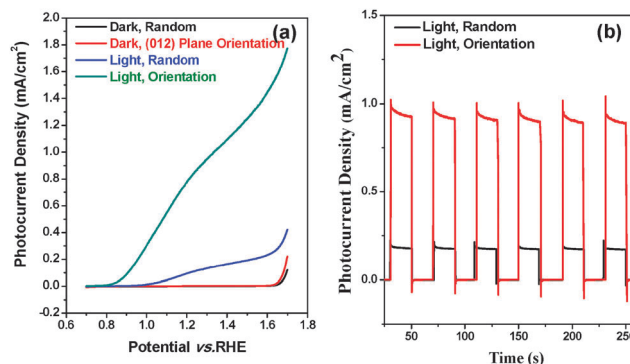 (a)
Dark, Random
Dark, (012) Plane Orientation
Light, Random
Light, Orientation
Photocurrent Density (mA/cm²)
2.0
1.8
1.6
1.4
1.2
1.0
0.8
0.6
0.4
0.2
0.0
-0.2
0.6 0.8 1.0 1.2 1.4 1.6 1.8
Potential vs.RHE
(b)
Light, Random
Light, Orientation
Photocurrent Density (mA/cm²)
1.5
1.0
0.5
0.0
50 100 150 200 250
Time (s)